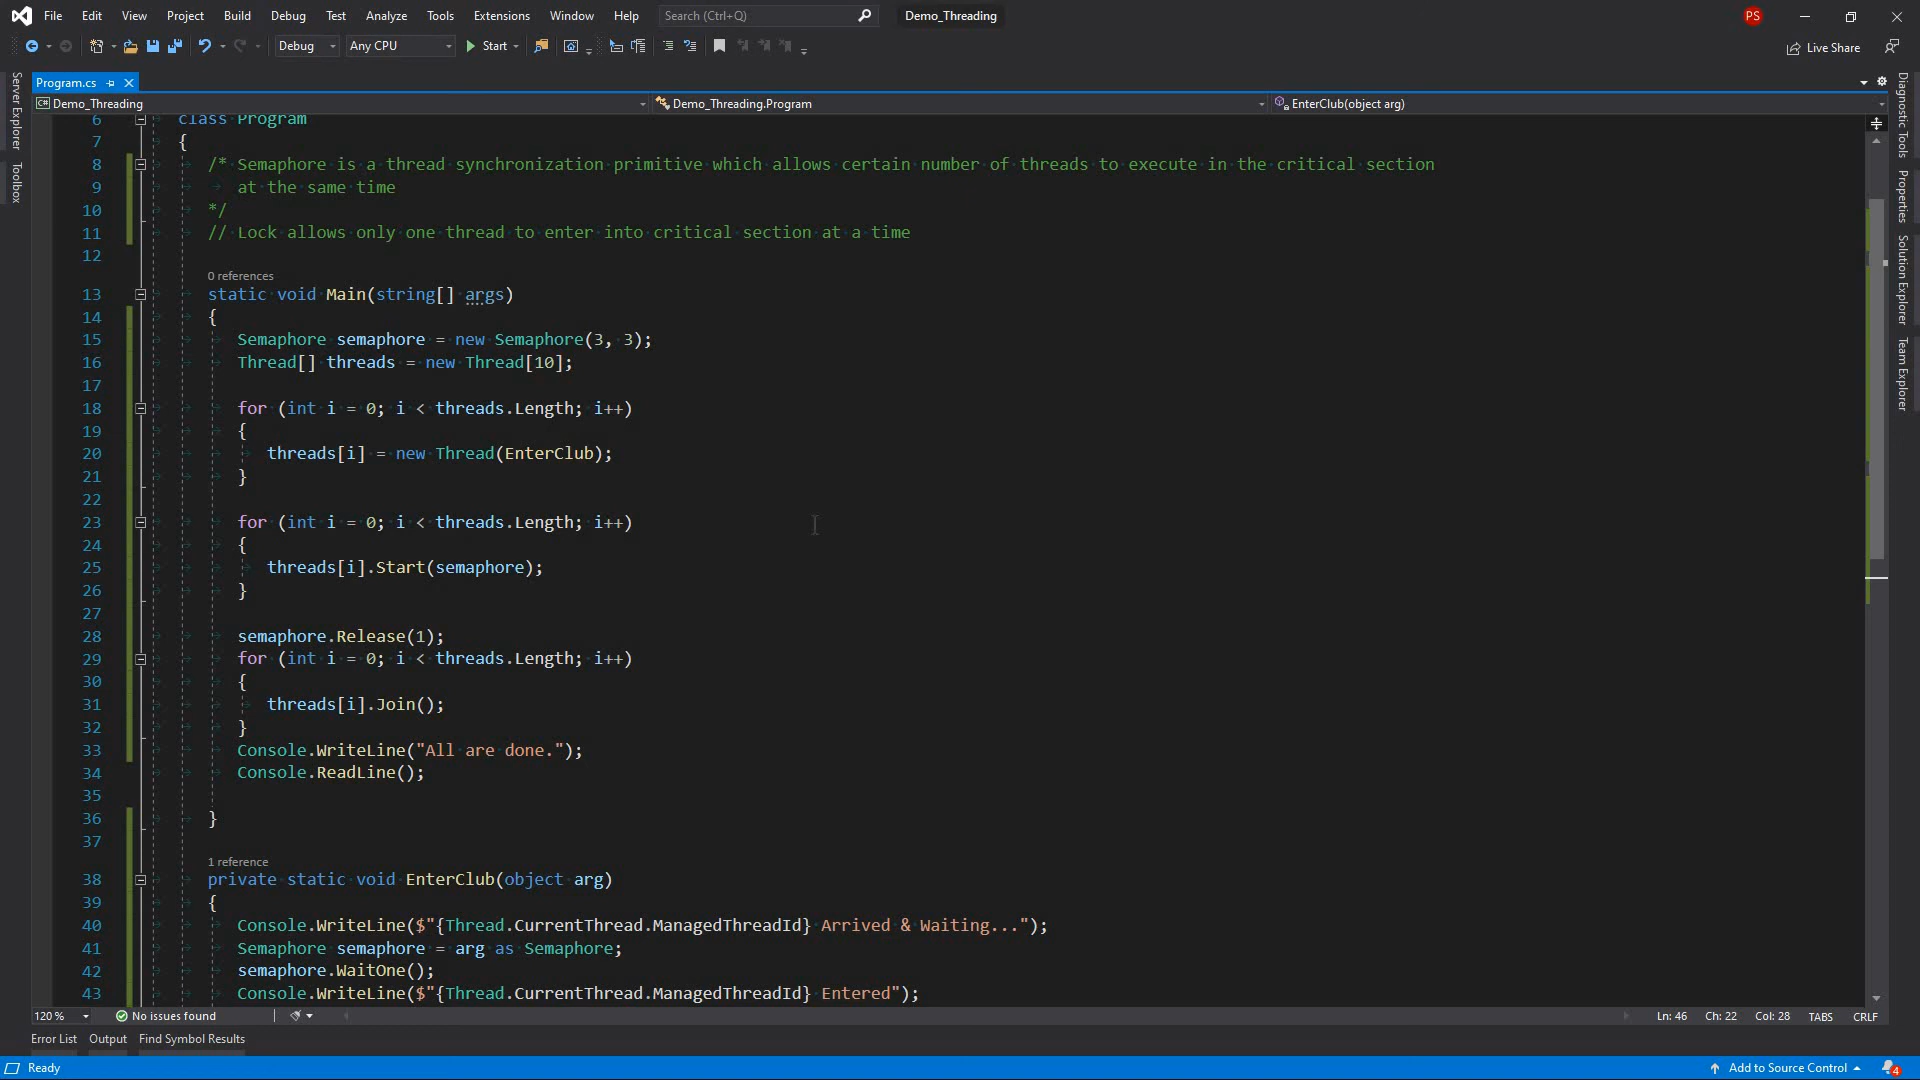 File Edit View Project Build Debug Test Analyze Tools Extensions Window Help Search (Ctrl+Q) Demo_Threading PS
Debug Any CPU Start Live Share
Server Explorer
Toolbox
Program.cs
C# Demo_Threading Demo_Threading.Program EnterClub(object arg)
6 class Program
7 {
8 /* Semaphore is a thread synchronization primitive which allows certain number of threads to execute in the critical section
9 at the same time
10 */
11 // Lock allows only one thread to enter into critical section at a time
12
0 references
13 static void Main(string[] args)
14 {
15 Semaphore semaphore = new Semaphore(3, 3);
16 Thread[] threads = new Thread[10];
17
18 for (int i = 0; i < threads.Length; i++)
19 {
20 threads[i] = new Thread(EnterClub);
21 }
22
23 for (int i = 0; i < threads.Length; i++)
24 {
25 threads[i].Start(semaphore);
26 }
27
28 semaphore.Release(1);
29 for (int i = 0; i < threads.Length; i++)
30 {
31 threads[i].Join();
32 }
33 Console.WriteLine("All are done.");
34 Console.ReadLine();
35
36 }
37
1 reference
38 private static void EnterClub(object arg)
39 {
40 Console.WriteLine($"{Thread.CurrentThread.ManagedThreadId} Arrived & Waiting...");
41 Semaphore semaphore = arg as Semaphore;
42 semaphore.WaitOne();
43 Console.WriteLine($"{Thread.CurrentThread.ManagedThreadId} Entered");
Diagnostic Tools
Properties
Solution Explorer
Team Explorer
120 % No issues found Ln: 46 Ch: 22 Col: 28 TABS CRLF
Error List Output Find Symbol Results
Ready Add to Source Control 4